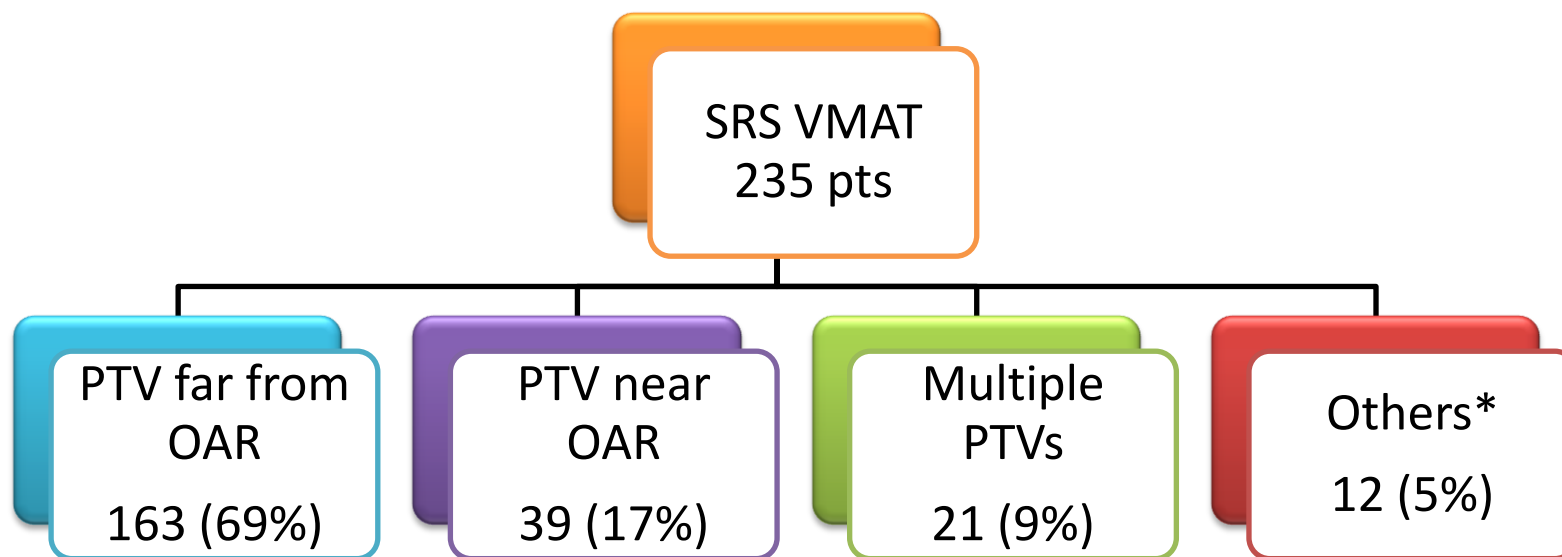 SRS VMAT
235 pts
PTV far from
OAR
163 (69%)
PTV near
OAR
39 (17%)
Multiple
PTVs
21 (9%)
Others*
12 (5%)